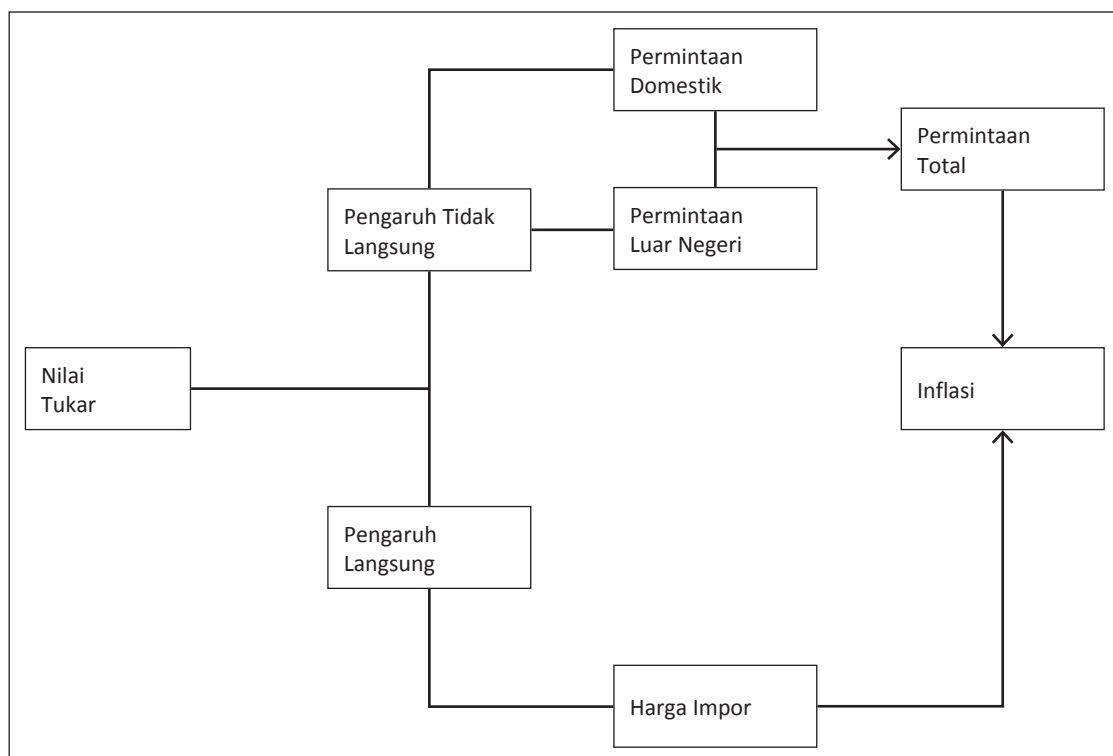 Permintaan
Domestik
Permintaan
Total
Pengaruh Tidak
Langsung
Permintaan
Luar Negeri
Nilai
Tukar
Inflasi
Pengaruh
Langsung
Harga Impor